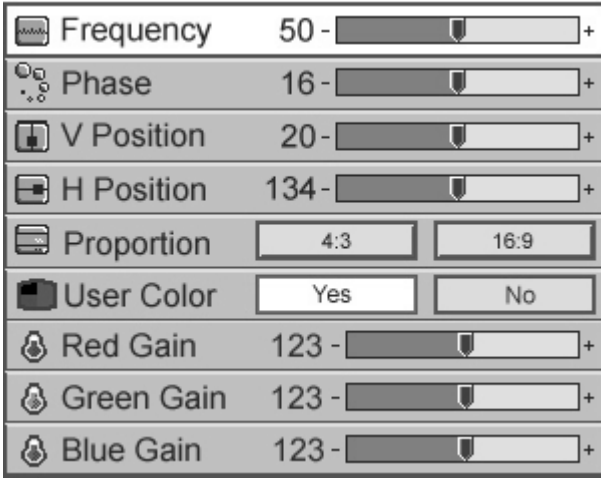 Frequency 50 - +
Phase 16 - +
V Position 20 - +
H Position 134 - +
Proportion 4:3 16:9
User Color Yes No
Red Gain 123 - +
Green Gain 123 - +
Blue Gain 123 - +